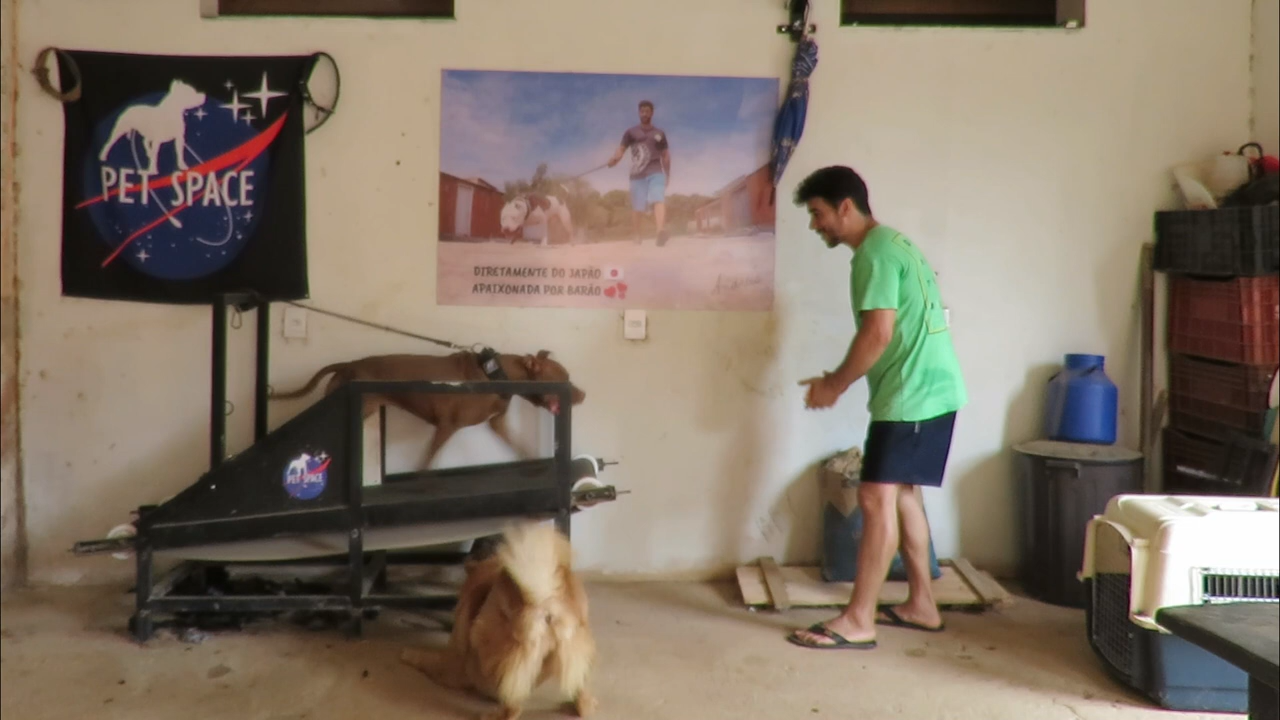 PET SPACE
DIRETAMENTE DO JAPÃO
APAIXONADA POR BARÃO
PET SPACE